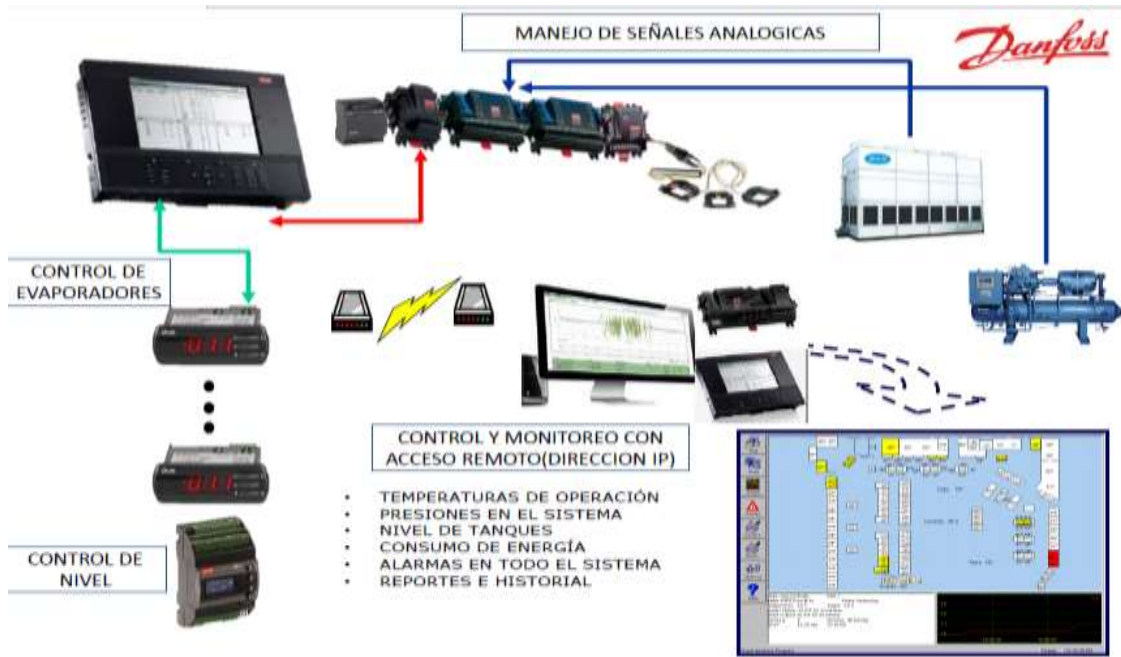 MANEJO DE SEÑALES ANALOGICAS
Danfoss
CONTROL DE
EVAPORADORES
CONTROL Y MONITOREO CON
ACCESO REMOTO(DIRECCION IP)
• TEMPERATURAS DE OPERACIÓN
• PRESIONES EN EL SISTEMA
• NIVEL DE TANQUES
• CONSUMO DE ENERGÍA
• ALARMAS EN TODO EL SISTEMA
• REPORTES E HISTORIAL
CONTROL DE
NIVEL